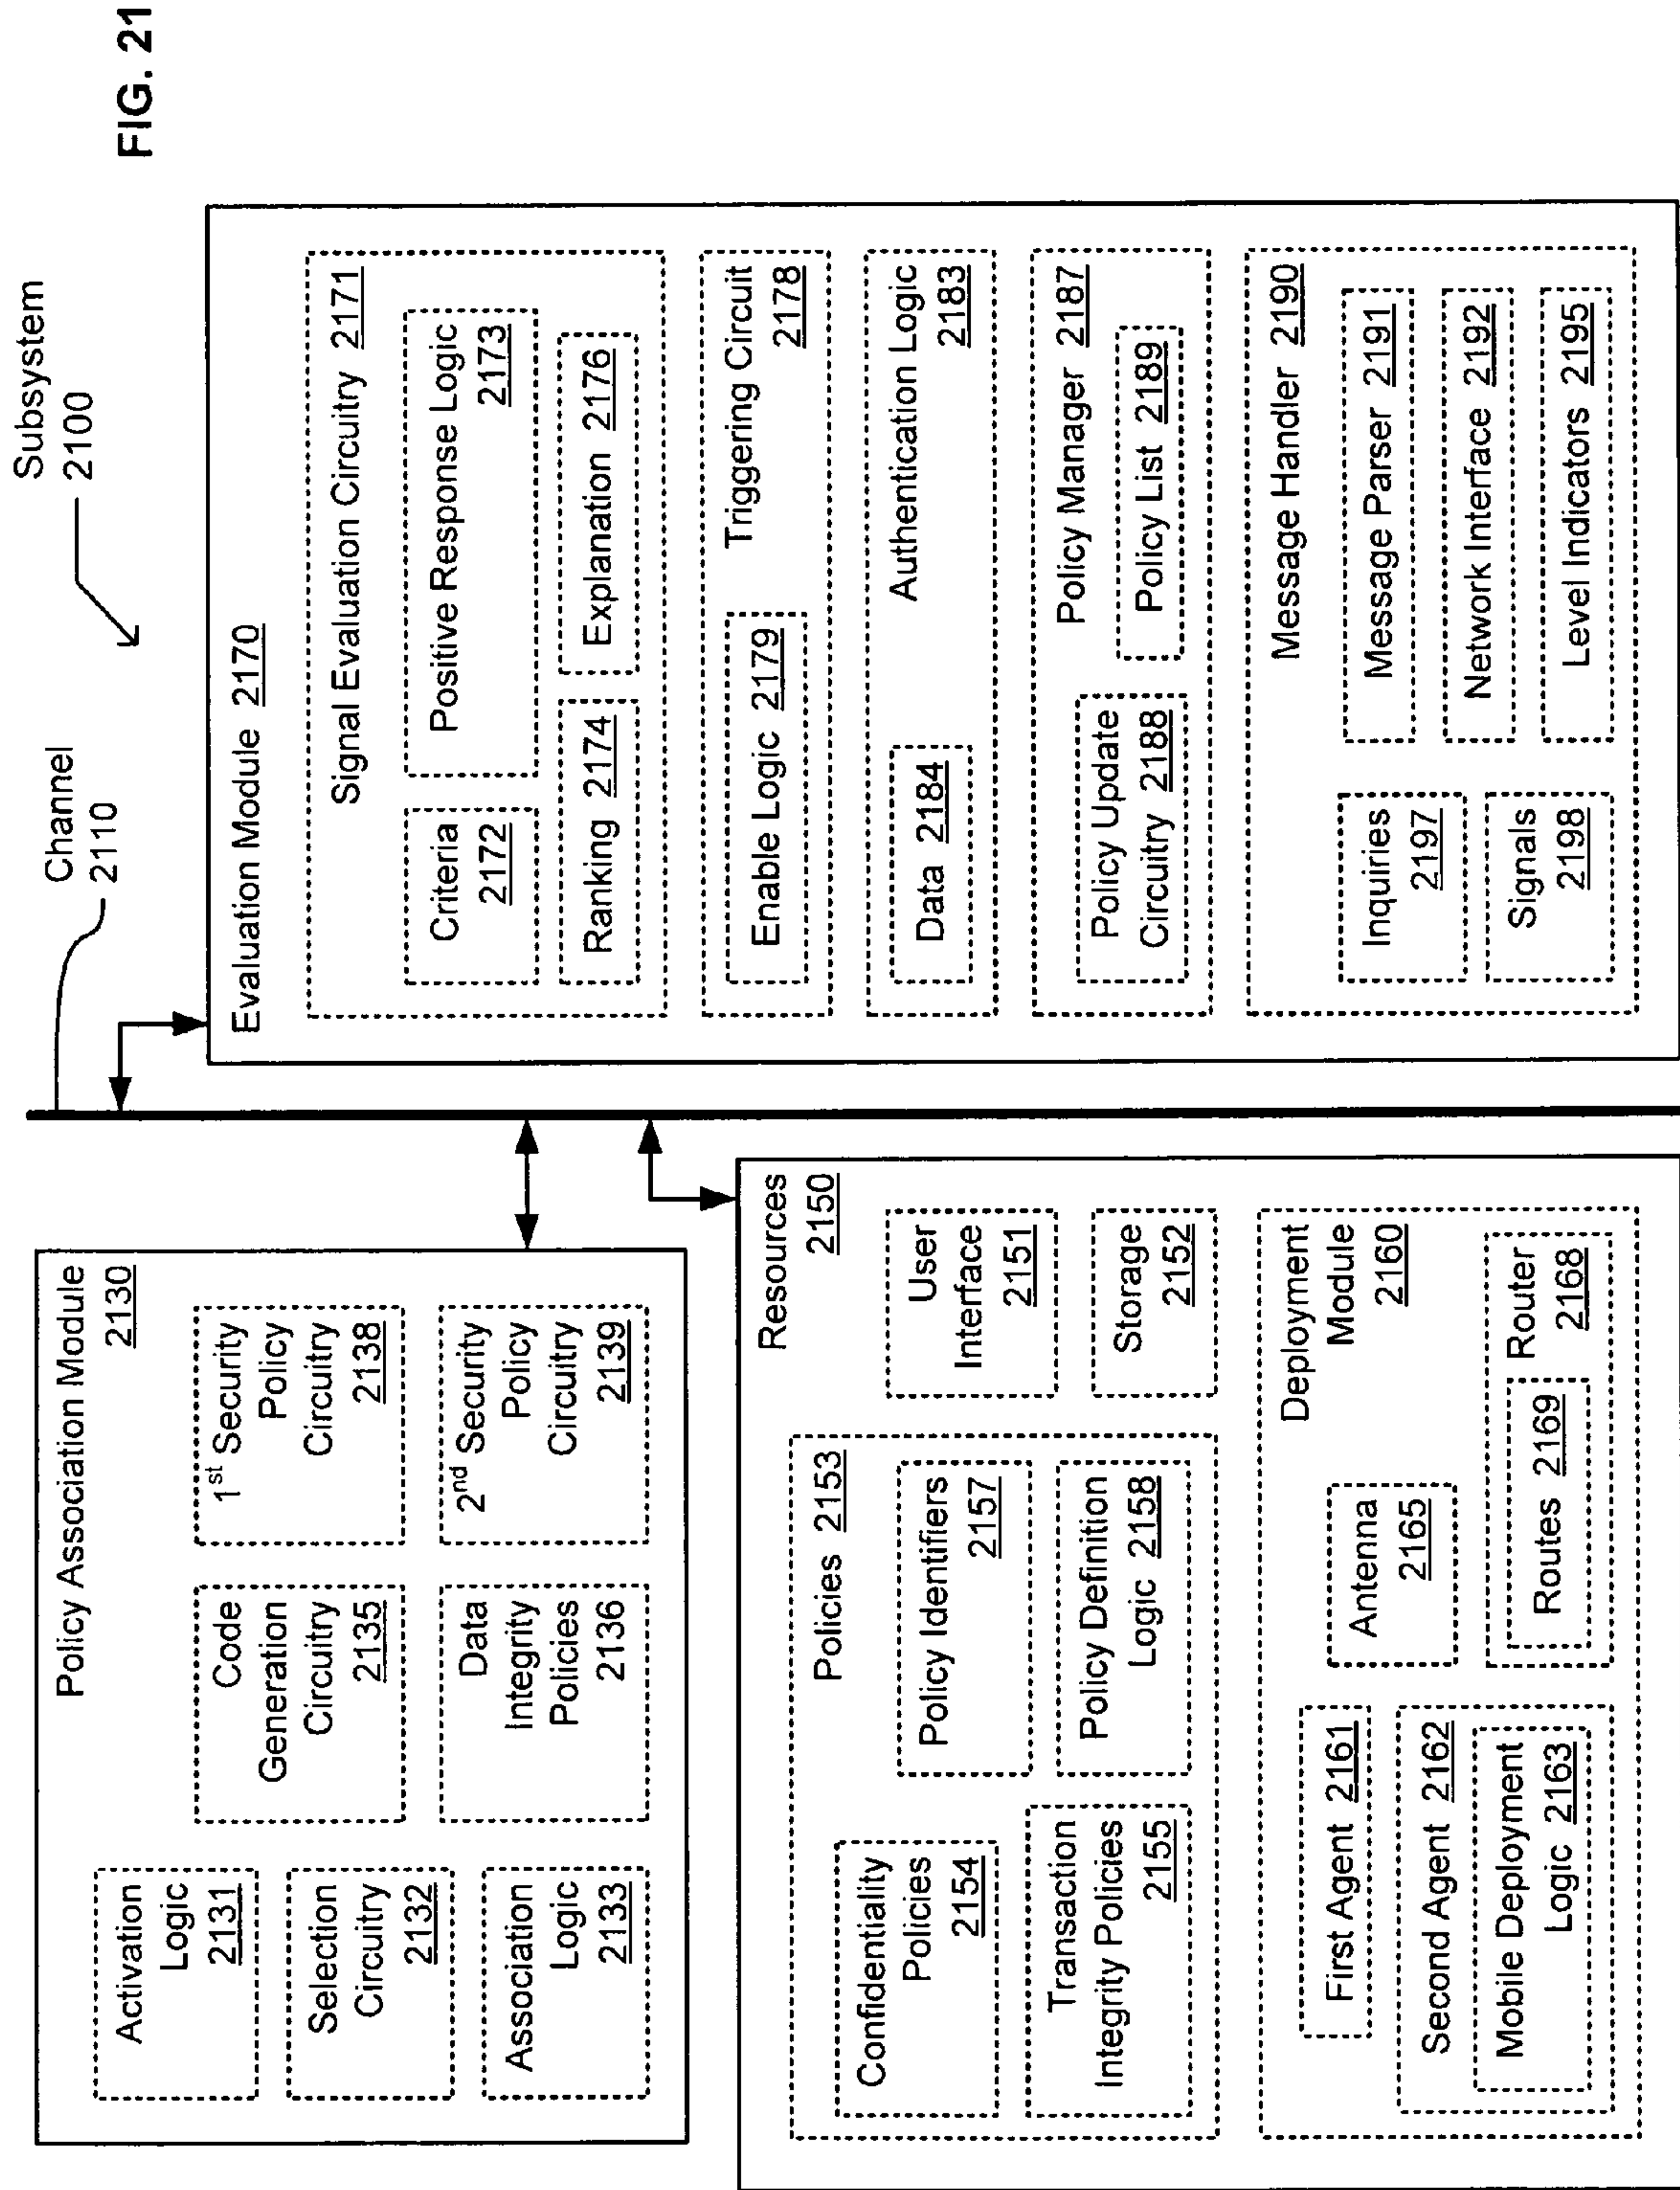 FIG. 21
Subsystem
2100
Channel
2110
Policy Association Module
2130
Activation
Logic
2131
Selection
Circuitry
2132
Association
Logic
2133
Code
Generation
Circuitry
2135
Data
Integrity
Policies
2136
1st Security
Policy
Circuitry
2138
2nd Security
Policy
Circuitry
2139
Resources
2150
User
Interface
2151
Storage
2152
Policies 2153
Confidentiality
Policies
2154
Transaction
Integrity Policies
2155
Policy Identifiers
2157
Policy Definition
Logic 2158
Deployment
Module
2160
First Agent 2161
Second Agent 2162
Mobile Deployment
Logic 2163
Antenna
2165
Router
2168
Routes 2169
Evaluation Module 2170
Signal Evaluation Circuitry 2171
Criteria
2172
Positive Response Logic
2173
Ranking 2174
Explanation 2176
Triggering Circuit
2178
Enable Logic 2179
Authentication Logic
2183
Data 2184
Policy Manager 2187
Policy Update
Circuitry 2188
Policy List 2189
Message Handler 2190
Message Parser 2191
Network Interface 2192
Level Indicators 2195
Inquiries
2197
Signals
2198